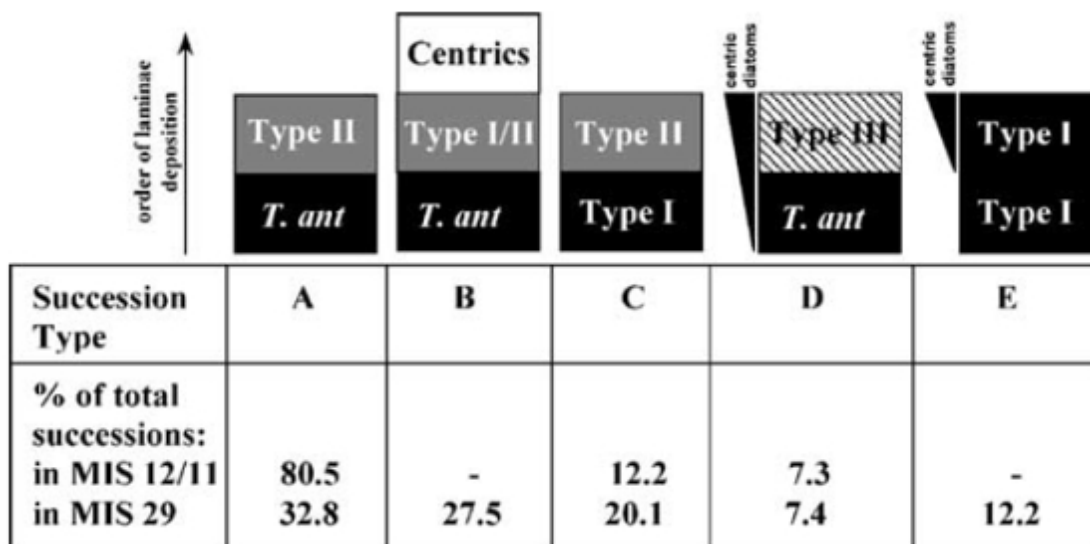 order of laminae
deposition
Type II
T. ant
Centrics
Type I/II
T. ant
Type II
Type I
centric
diatoms
Type III
T. ant
centric
diatoms
Type I
Type I
Succession Type A B C D E
% of total
successions:
in MIS 12/11 80.5 - 12.2 7.3 -
in MIS 29 32.8 27.5 20.1 7.4 12.2